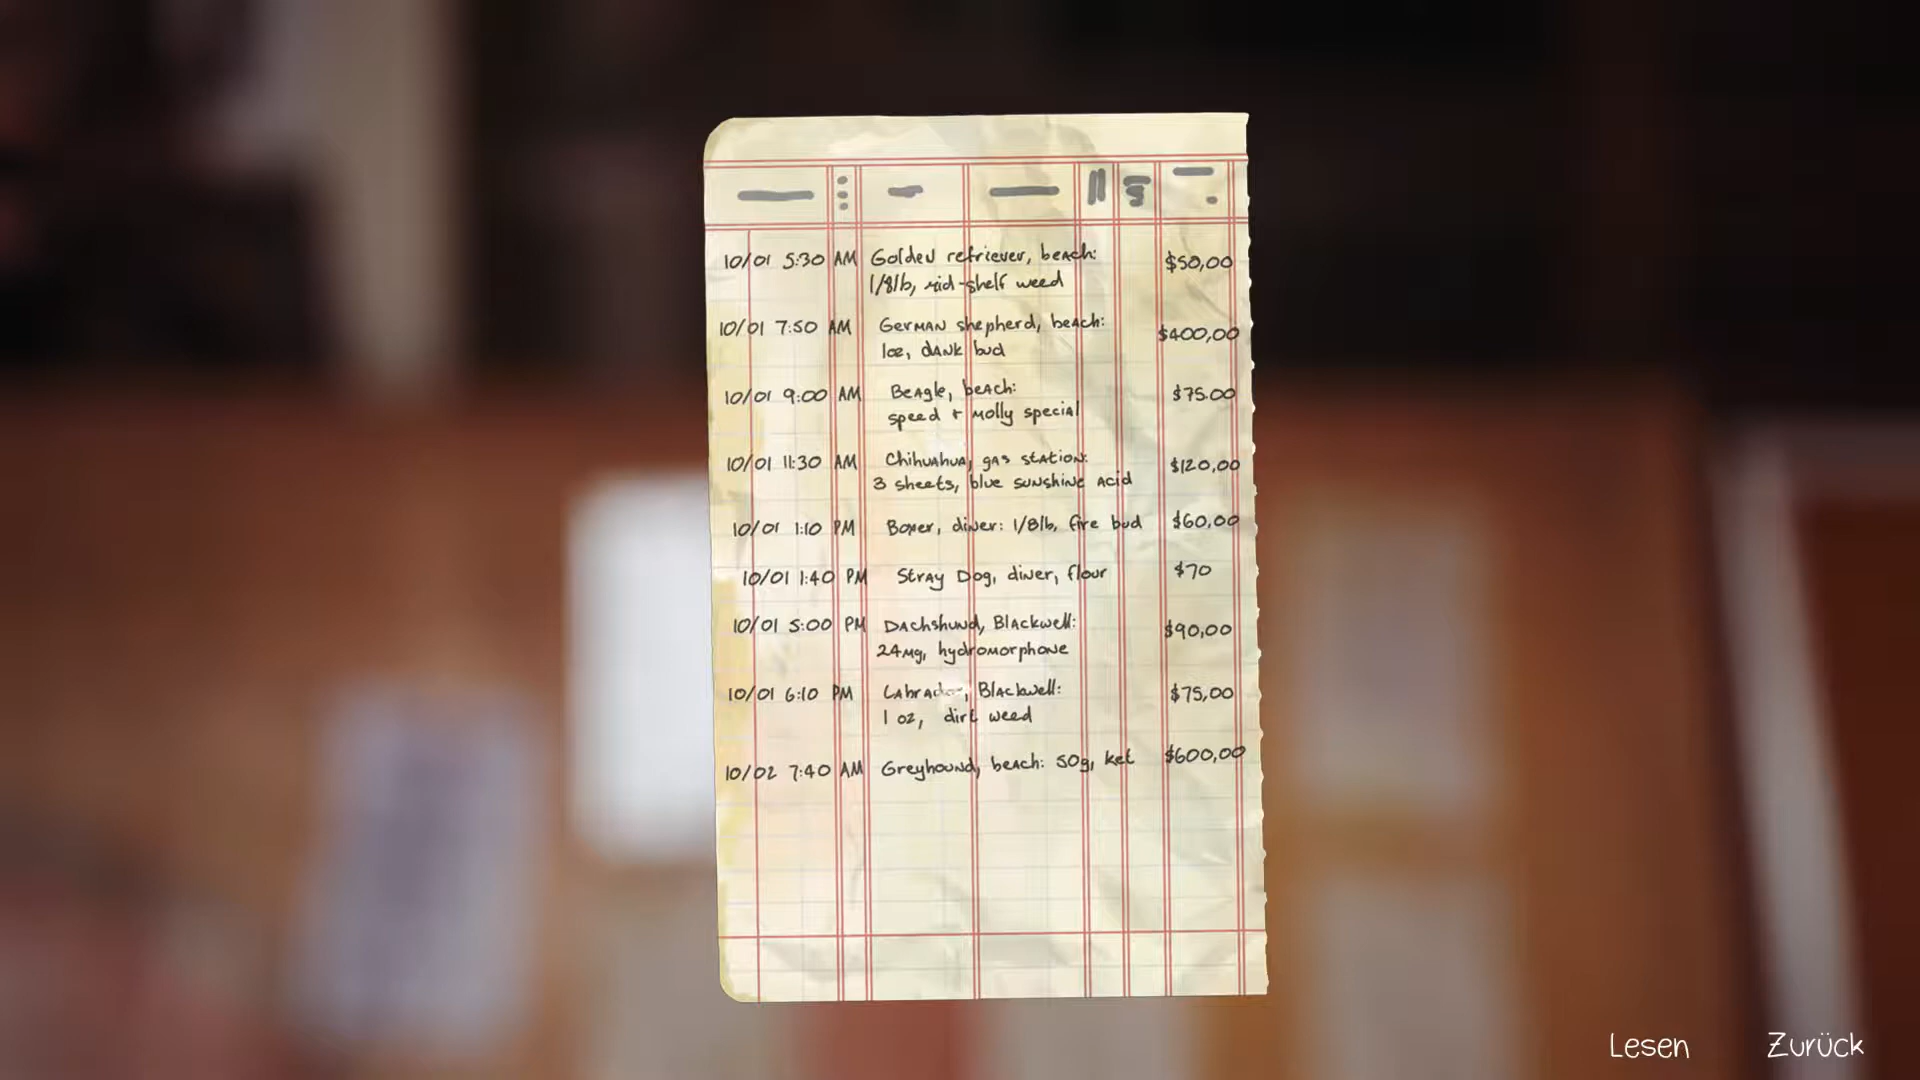 10/01 5:30 AM Golden retriever, beach: $50,00
1/8lb, mid-shelf weed
10/01 7:50 AM German shepherd, beach: $400,00
1oz, dank bud
10/01 9:00 AM Beagle, beach: $75.00
speed + Molly special
10/01 11:30 AM Chihuahua, gas station: $120,00
3 sheets, blue sunshine acid
10/01 1:10 PM Boxer, diner: 1/8lb, fire bud $60,00
10/01 1:40 PM Stray Dog, diner, flour $70
10/01 5:00 PM Dachshund, Blackwell: $90,00
24mg, hydromorphone
10/01 6:10 PM Labrador, Blackwell: $75,00
1 oz, dirt weed
10/02 7:40 AM Greyhound, beach: 50g, ket $600,00
Lesen Zurück